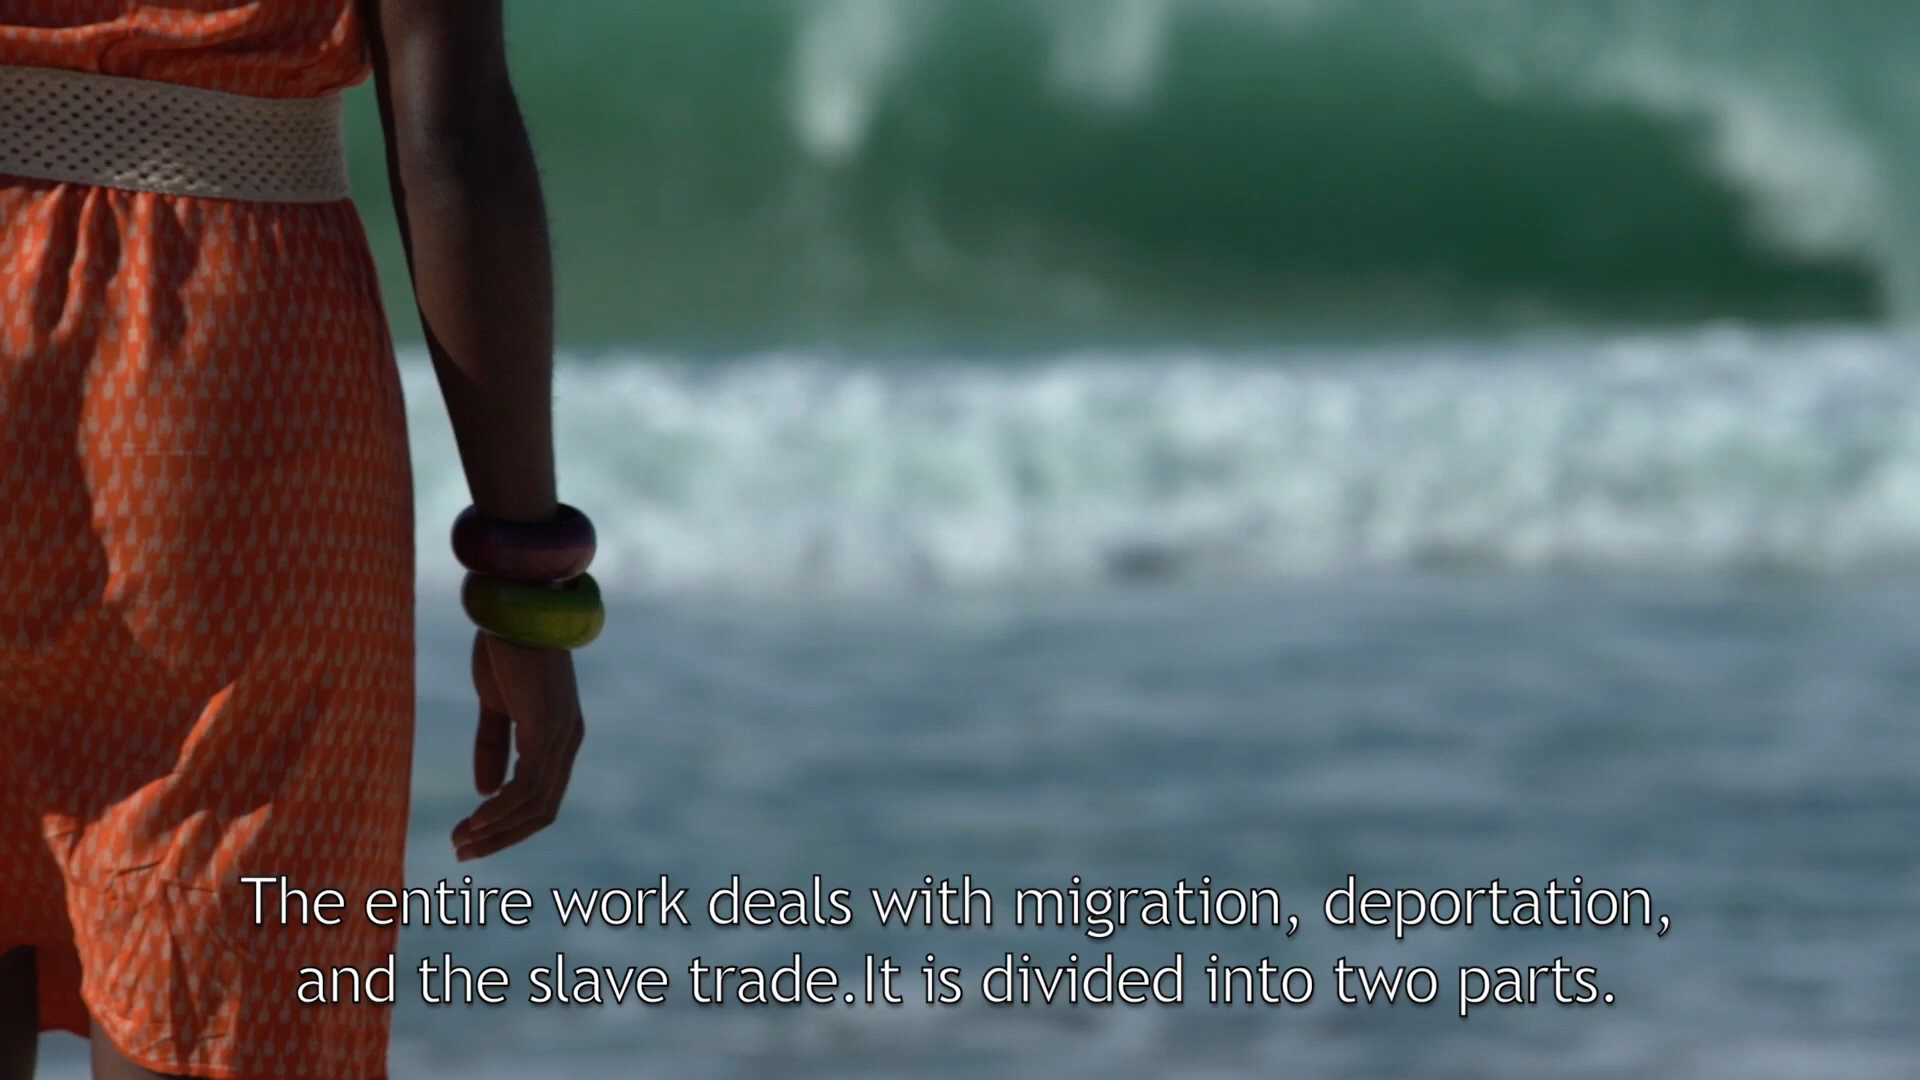 The entire work deals with migration, deportation,
and the slave trade.It is divided into two parts.